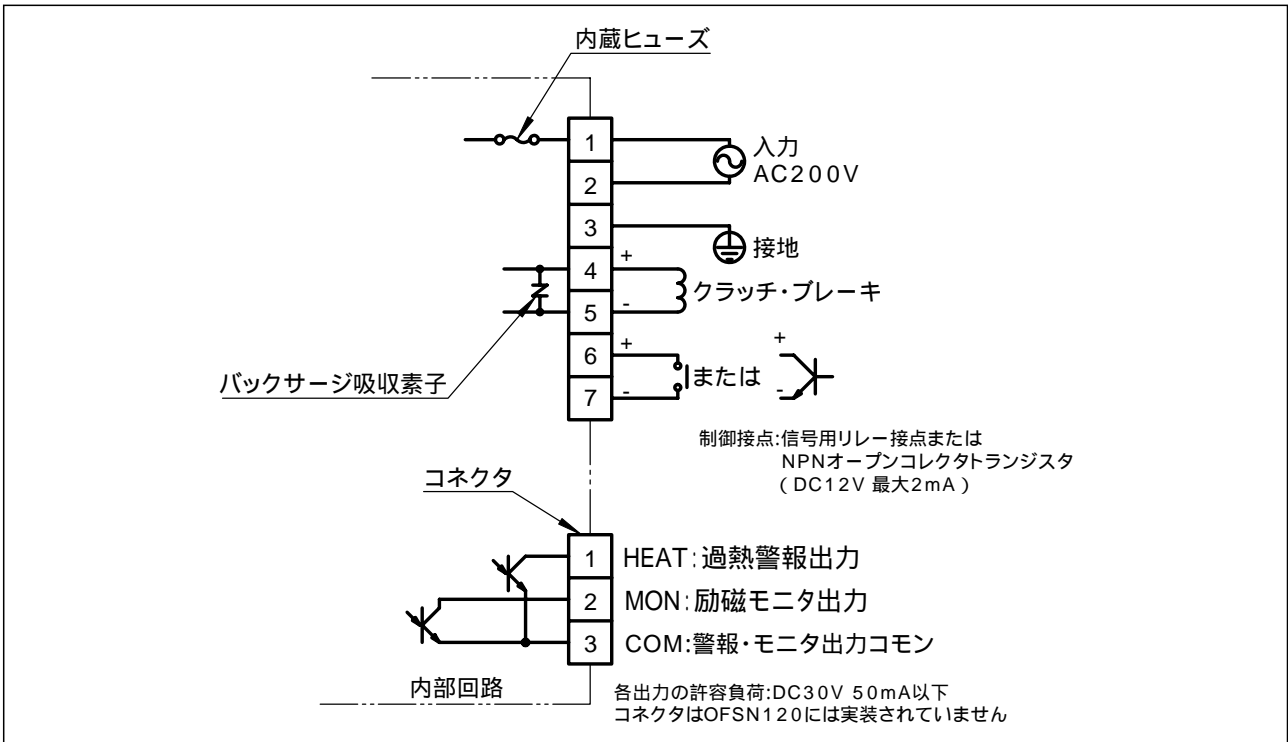 内蔵ヒューズ
1
入力
AC200V
2
3
接地
4
+
クラッチ・ブレーキ
5
-
6
+
+
または
7
-
-
バックサージ吸収素子
制御接点:信号用リレー接点または
NPNオープンコレクタトランジスタ
(DC12V 最大2mA)
コネクタ
1
HEAT:過熱警報出力
2
MON:励磁モニタ出力
3
COM:警報・モニタ出力コモン
内部回路
各出力の許容負荷:DC30V 50mA以下
コネクタはOFSN120には実装されていません